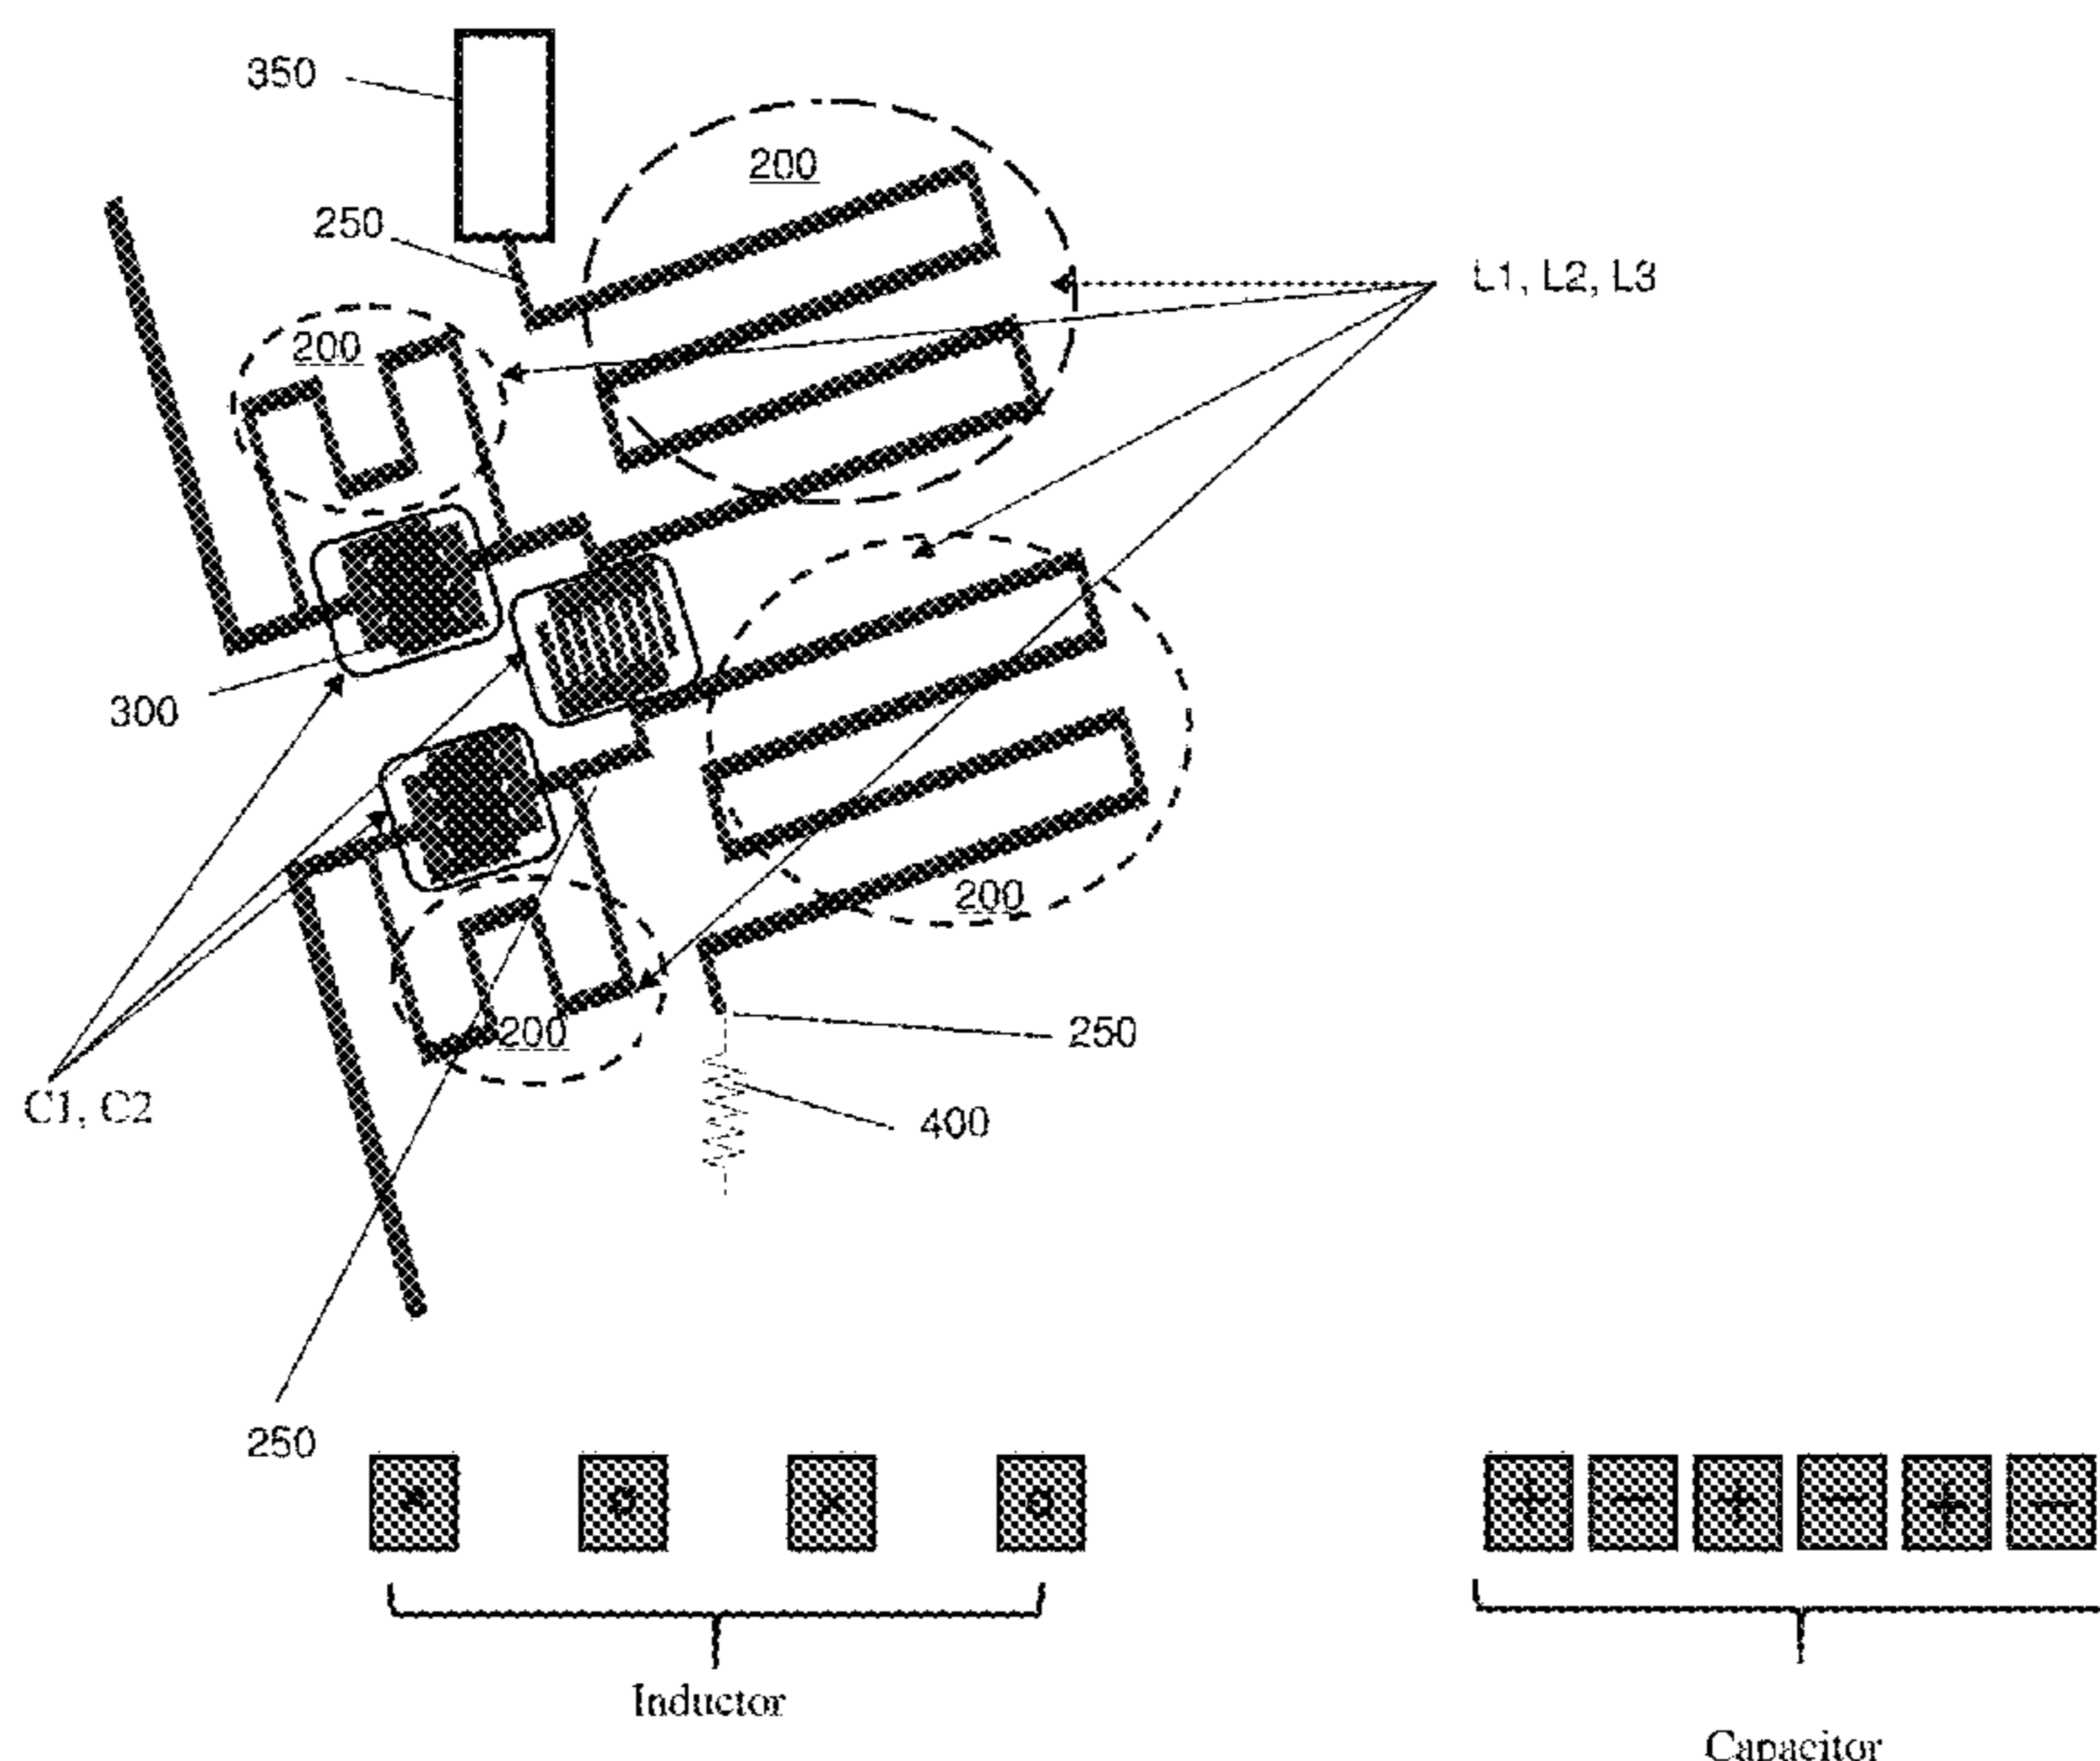 350
200
250
L1, L2, L3
200
300
200
200
250
C1, C2
400
250
× o × o
+ − + − + −
Inductor
Capacitor